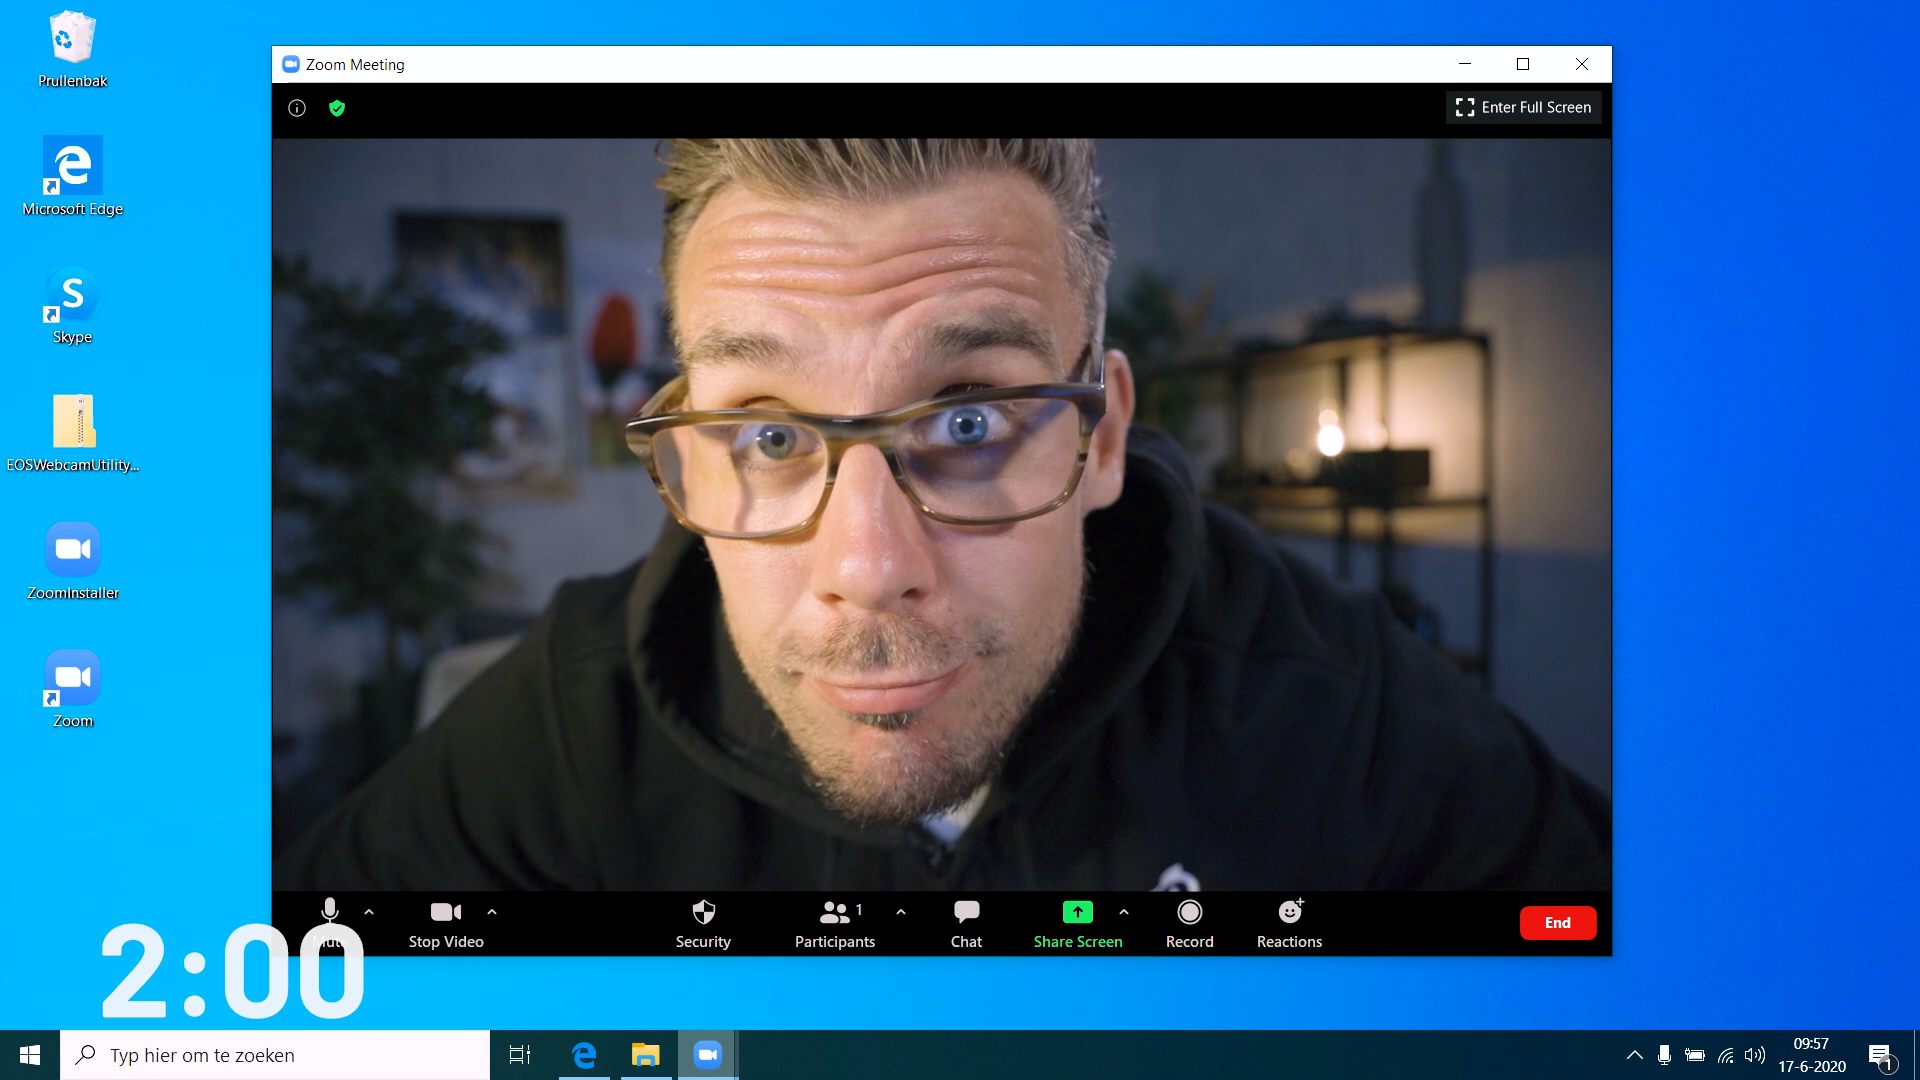 Prullenbak
Microsoft Edge
Skype
EOSWebcamUtility...
ZoomInstaller
Zoom
Zoom Meeting
Enter Full Screen
Mute
Stop Video
Security
1
Participants
Chat
Share Screen
Record
Reactions
End
2:00
Typ hier om te zoeken
09:57
17-6-2020
1